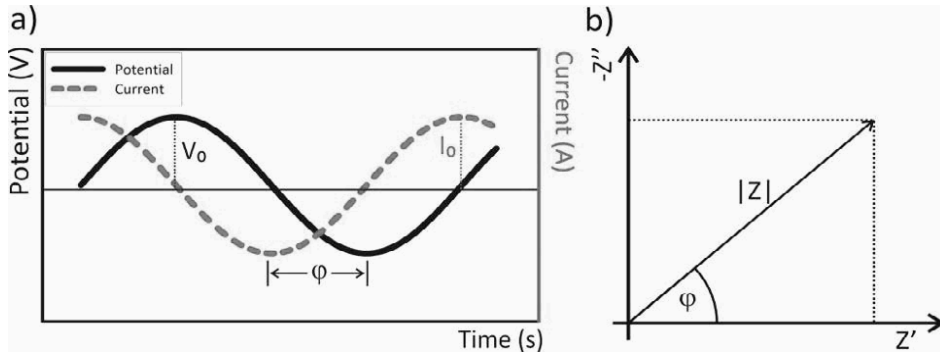 a)
Potential (V)
Potential
Current
V₀
I₀
φ
Time (s)
Current (A)
b)
-Z''
|Z|
φ
Z'